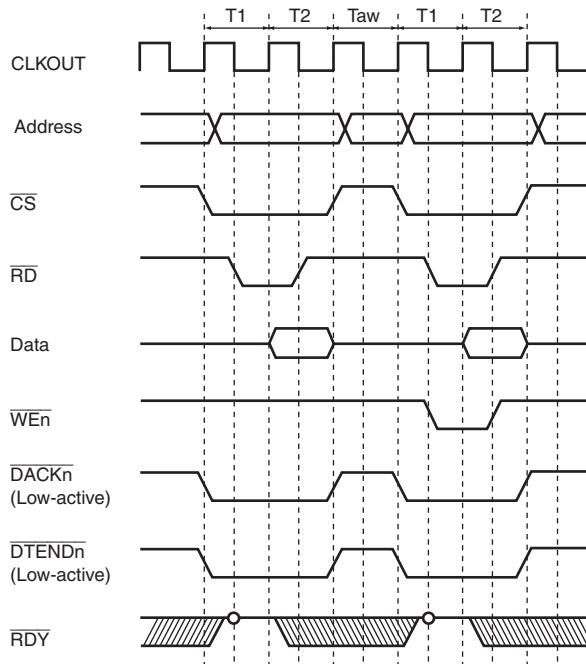 T1 T2 Taw T1 T2
CLKOUT
Address
CS
RD
Data
WEn
DACKn
(Low-active)
DTENDn
(Low-active)
RDY